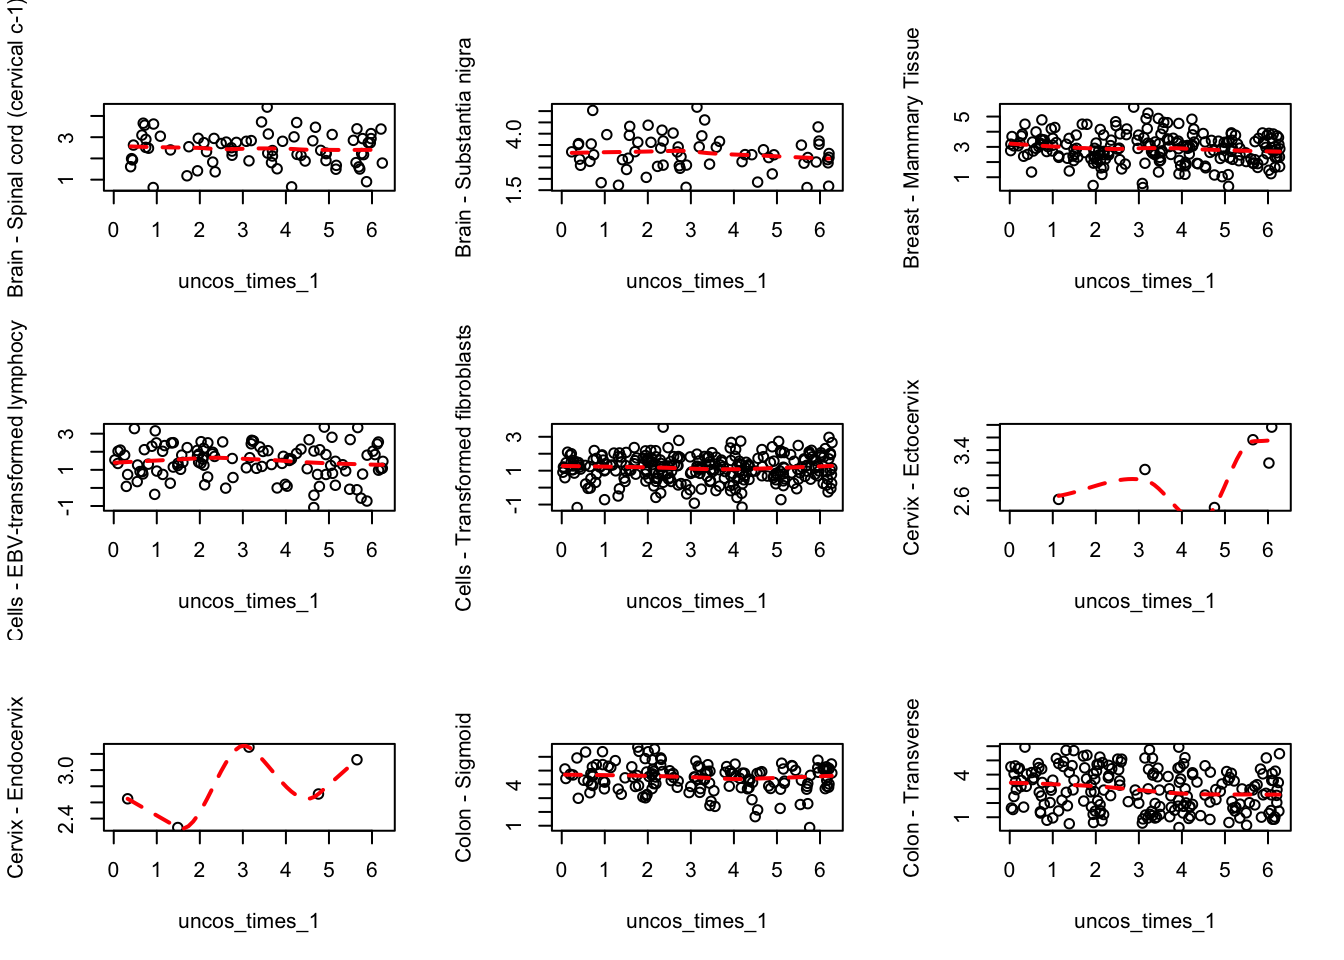 Brain - Spinal cord (cervical c-1)
1 3
0 1 2 3 4 5 6
uncos_times_1
Brain - Substantia nigra
1.5 4.0
0 1 2 3 4 5 6
uncos_times_1
Breast - Mammary Tissue
1 3 5
0 1 2 3 4 5 6
uncos_times_1
Cells - EBV-transformed lymphocy
-1 1 3
0 1 2 3 4 5 6
uncos_times_1
Cells - Transformed fibroblasts
-1 1 3
0 1 2 3 4 5 6
uncos_times_1
Cervix - Ectocervix
2.6 3.4
0 1 2 3 4 5 6
uncos_times_1
Cervix - Endocervix
2.4 3.0
0 1 2 3 4 5 6
uncos_times_1
Colon - Sigmoid
1 4
0 1 2 3 4 5 6
uncos_times_1
Colon - Transverse
1 4
0 1 2 3 4 5 6
uncos_times_1